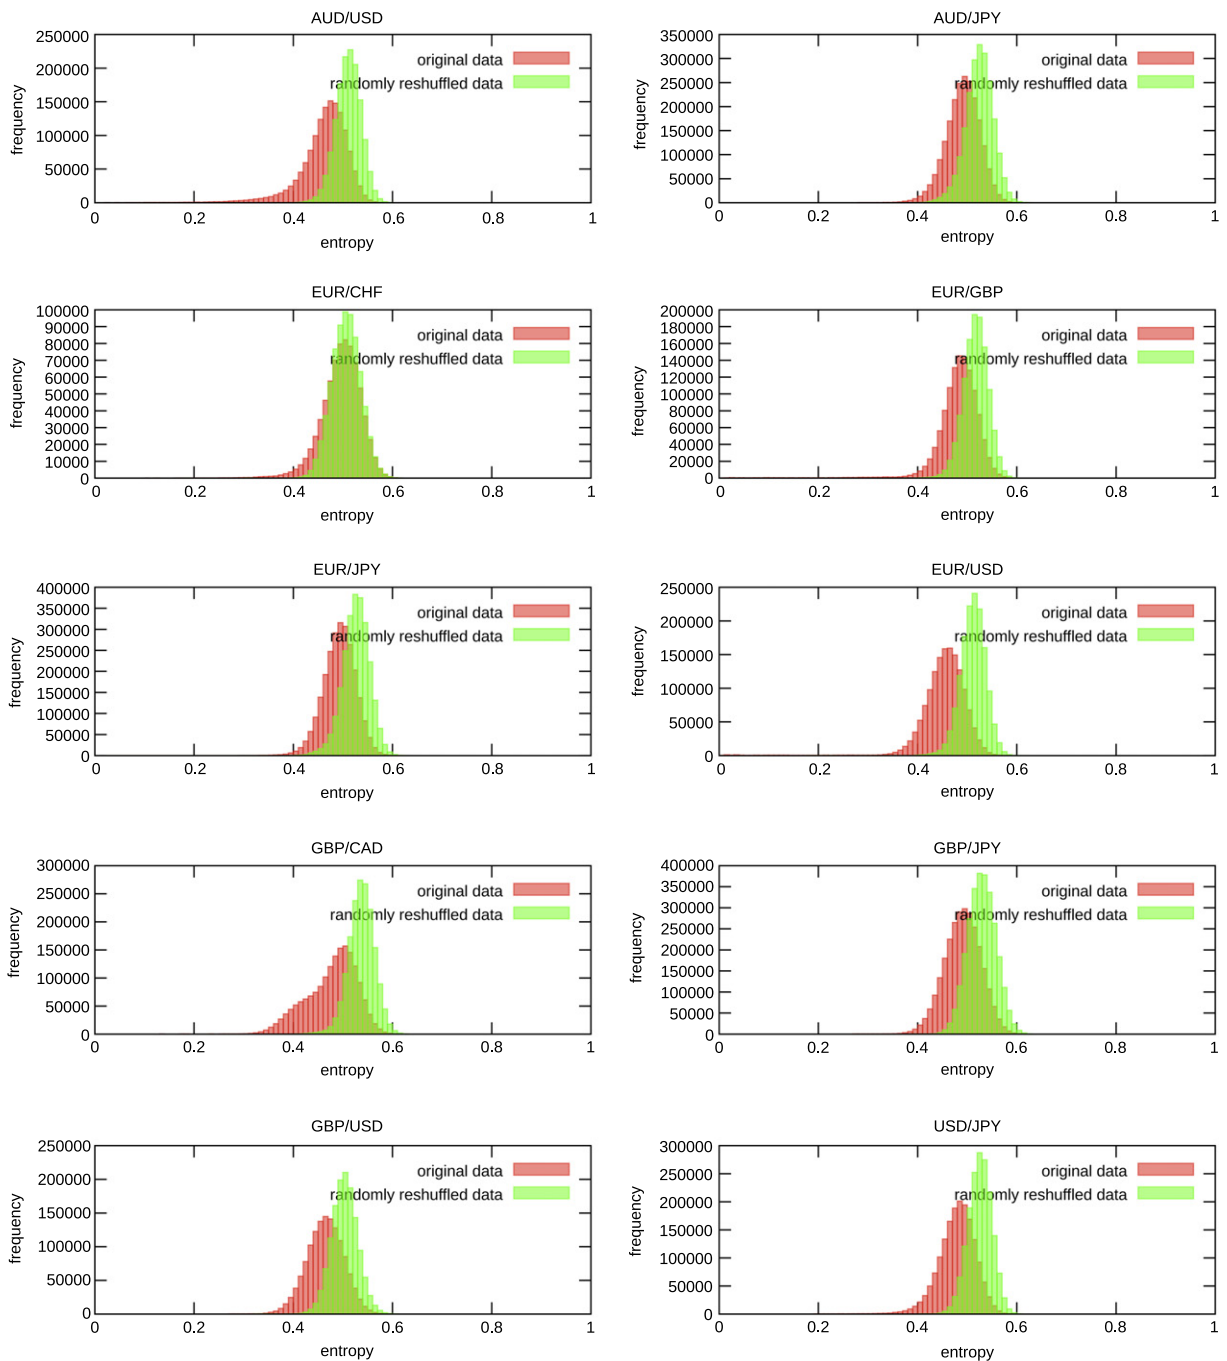 AUD/USD
250000
200000
150000
100000
50000
0
frequency
original data
randomly reshuffled data
0 0.2 0.4 0.6 0.8 1
entropy
AUD/JPY
350000
300000
250000
200000
150000
100000
50000
0
frequency
original data
randomly reshuffled data
0 0.2 0.4 0.6 0.8 1
entropy
EUR/CHF
100000
90000
80000
70000
60000
50000
40000
30000
20000
10000
0
frequency
original data
randomly reshuffled data
0 0.2 0.4 0.6 0.8 1
entropy
EUR/GBP
200000
180000
160000
140000
120000
100000
80000
60000
40000
20000
0
frequency
original data
randomly reshuffled data
0 0.2 0.4 0.6 0.8 1
entropy
EUR/JPY
400000
350000
300000
250000
200000
150000
100000
50000
0
frequency
original data
randomly reshuffled data
0 0.2 0.4 0.6 0.8 1
entropy
EUR/USD
250000
200000
150000
100000
50000
0
frequency
original data
randomly reshuffled data
0 0.2 0.4 0.6 0.8 1
entropy
GBP/CAD
300000
250000
200000
150000
100000
50000
0
frequency
original data
randomly reshuffled data
0 0.2 0.4 0.6 0.8 1
entropy
GBP/JPY
400000
350000
300000
250000
200000
150000
100000
50000
0
frequency
original data
randomly reshuffled data
0 0.2 0.4 0.6 0.8 1
entropy
GBP/USD
250000
200000
150000
100000
50000
0
frequency
original data
randomly reshuffled data
0 0.2 0.4 0.6 0.8 1
entropy
USD/JPY
300000
250000
200000
150000
100000
50000
0
frequency
original data
randomly reshuffled data
0 0.2 0.4 0.6 0.8 1
entropy